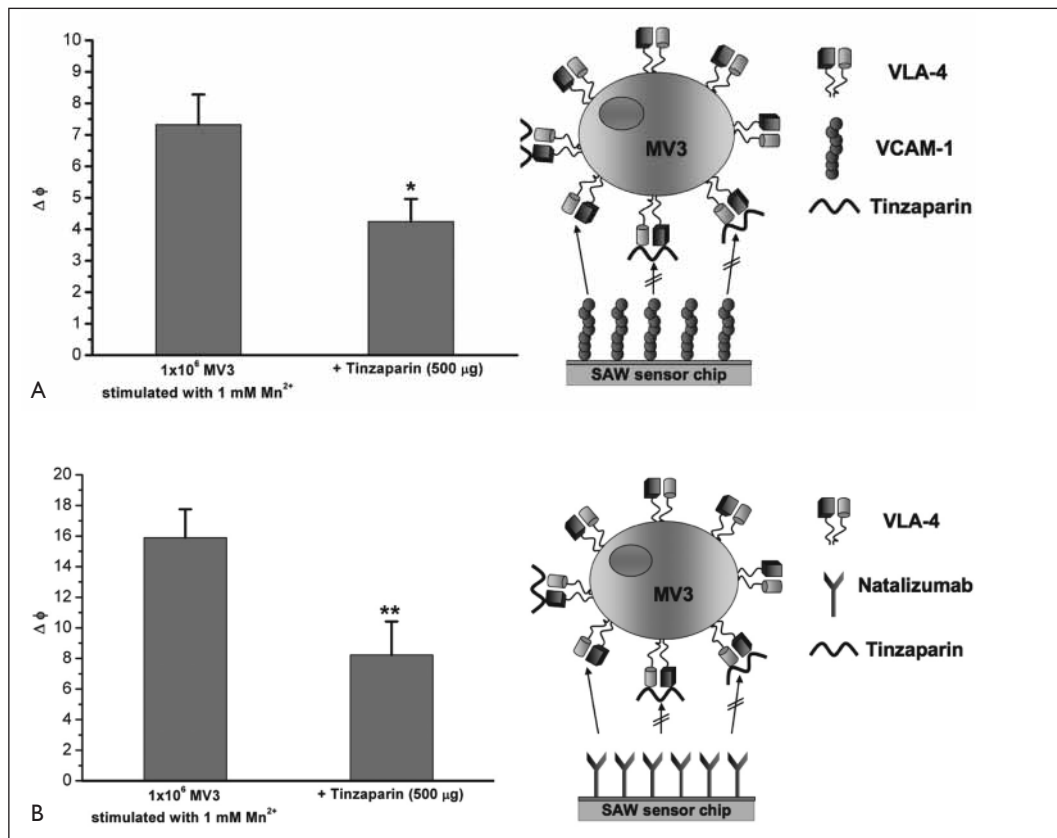 10
9
8
7
6
5
4
3
2
1
0
Δ ϕ
*
1x10⁶ MV3
stimulated with 1 mM Mn²⁺
+ Tinzaparin (500 µg)
A
MV3
SAW sensor chip
VLA-4
VCAM-1
Tinzaparin
20
18
16
14
12
10
8
6
4
2
0
Δ ϕ
**
1x10⁶ MV3
stimulated with 1 mM Mn²⁺
+ Tinzaparin (500 µg)
B
MV3
SAW sensor chip
VLA-4
Natalizumab
Tinzaparin